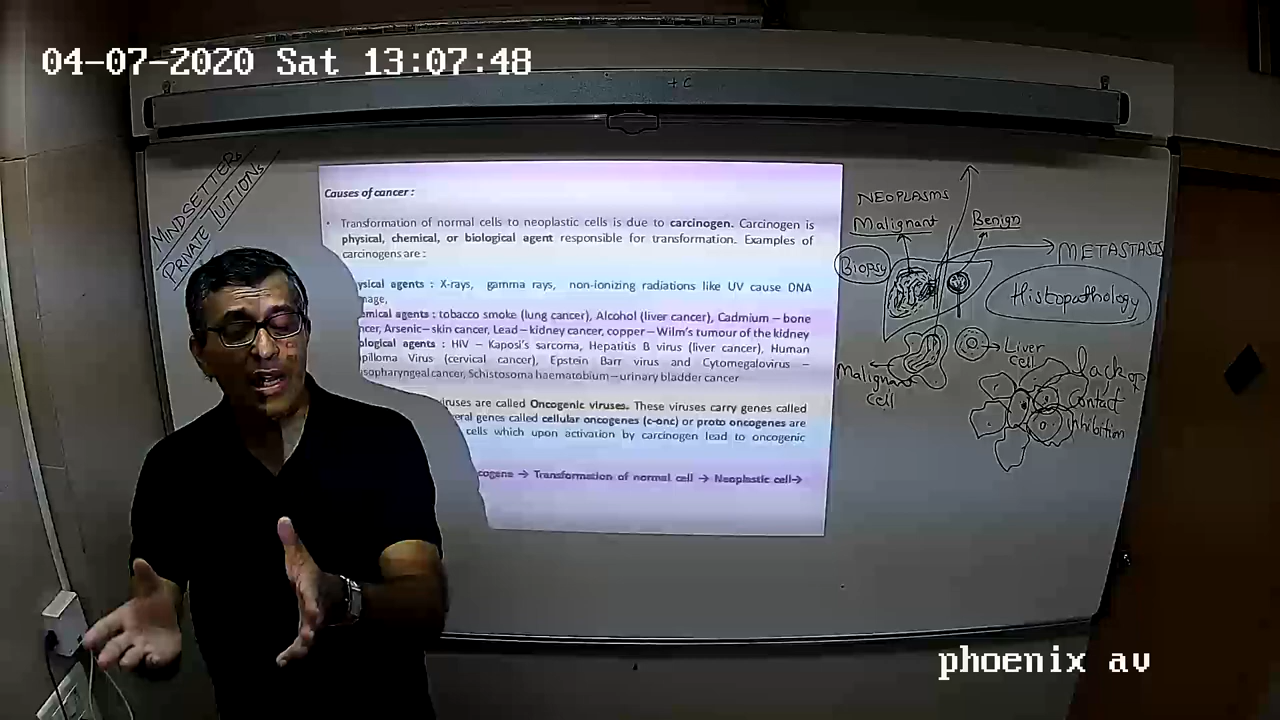 04-07-2020 Sat 13:07:48
+C
MINDSETTERS
PRIVATE TUITIONS
Causes of cancer :
• Transformation of normal cells to neoplastic cells is due to carcinogen. Carcinogen is
physical, chemical, or biological agent responsible for transformation. Examples of
carcinogens are :
ysical agents : X-rays, gamma rays, non-ionizing radiations like UV cause DNA
mage,
emical agents : tobacco smoke (lung cancer), Alcohol (liver cancer), Cadmium – bone
ncer, Arsenic – skin cancer, Lead – kidney cancer, copper – Wilm's tumour of the kidney
ological agents : HIV – Kaposi's sarcoma, Hepatitis B virus (liver cancer), Human
pilloma Virus (cervical cancer), Epstein Barr virus and Cytomegalovirus –
sopharyngeal cancer, Schistosoma haematobium – urinary bladder cancer
iruses are called Oncogenic viruses. These viruses carry genes called
eral genes called cellular oncogenes (c-onc) or proto oncogenes are
cells which upon activation by carcinogen lead to oncogenic
cogene → Transformation of normal cell → Neoplastic cell→
NEOPLASMS
Malignant
Benign
METASTASIS
Biopsy
Histopathology
Liver
cell
Malignant
cell
lack of
Contact
inhibition
phoenix av